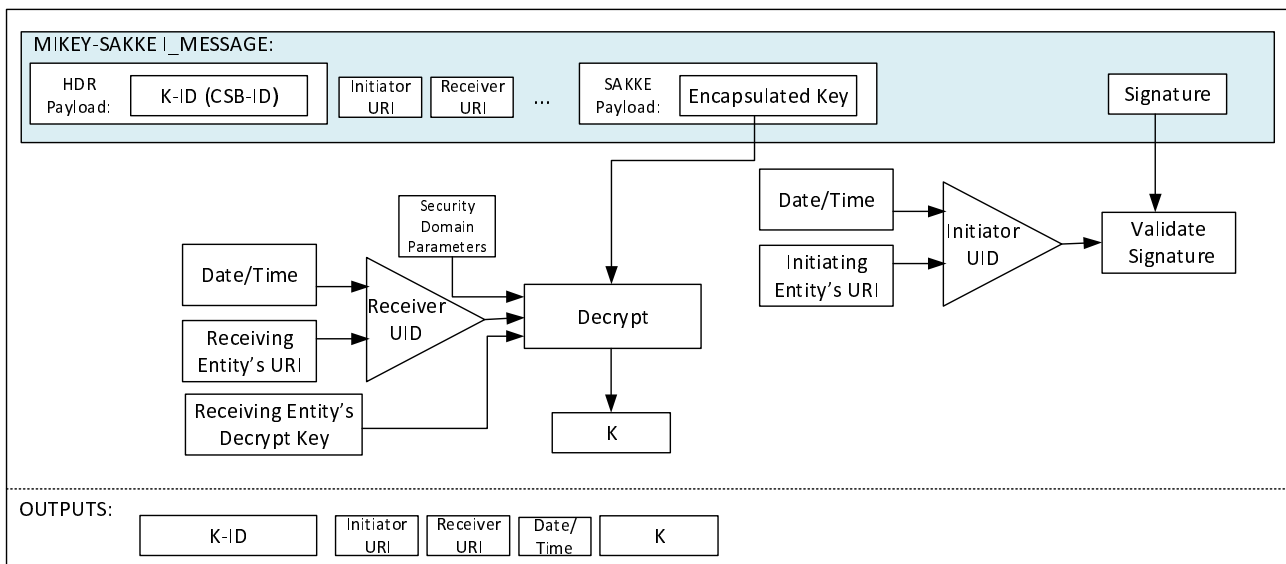 MIKEY-SAKKE I_MESSAGE:
HDR
Payload:
K-ID (CSB-ID)
Initiator
URI
Receiver
URI
...
SAKKE
Payload:
Encapsulated Key
Signature
Date/Time
Initiating
Entity’s URI
Initiator
UID
Validate
Signature
Security
Domain
Parameters
Date/Time
Receiving
Entity’s URI
Receiver
UID
Decrypt
Receiving Entity’s
Decrypt Key
K
OUTPUTS:
K-ID
Initiator
URI
Receiver
URI
Date/
Time
K